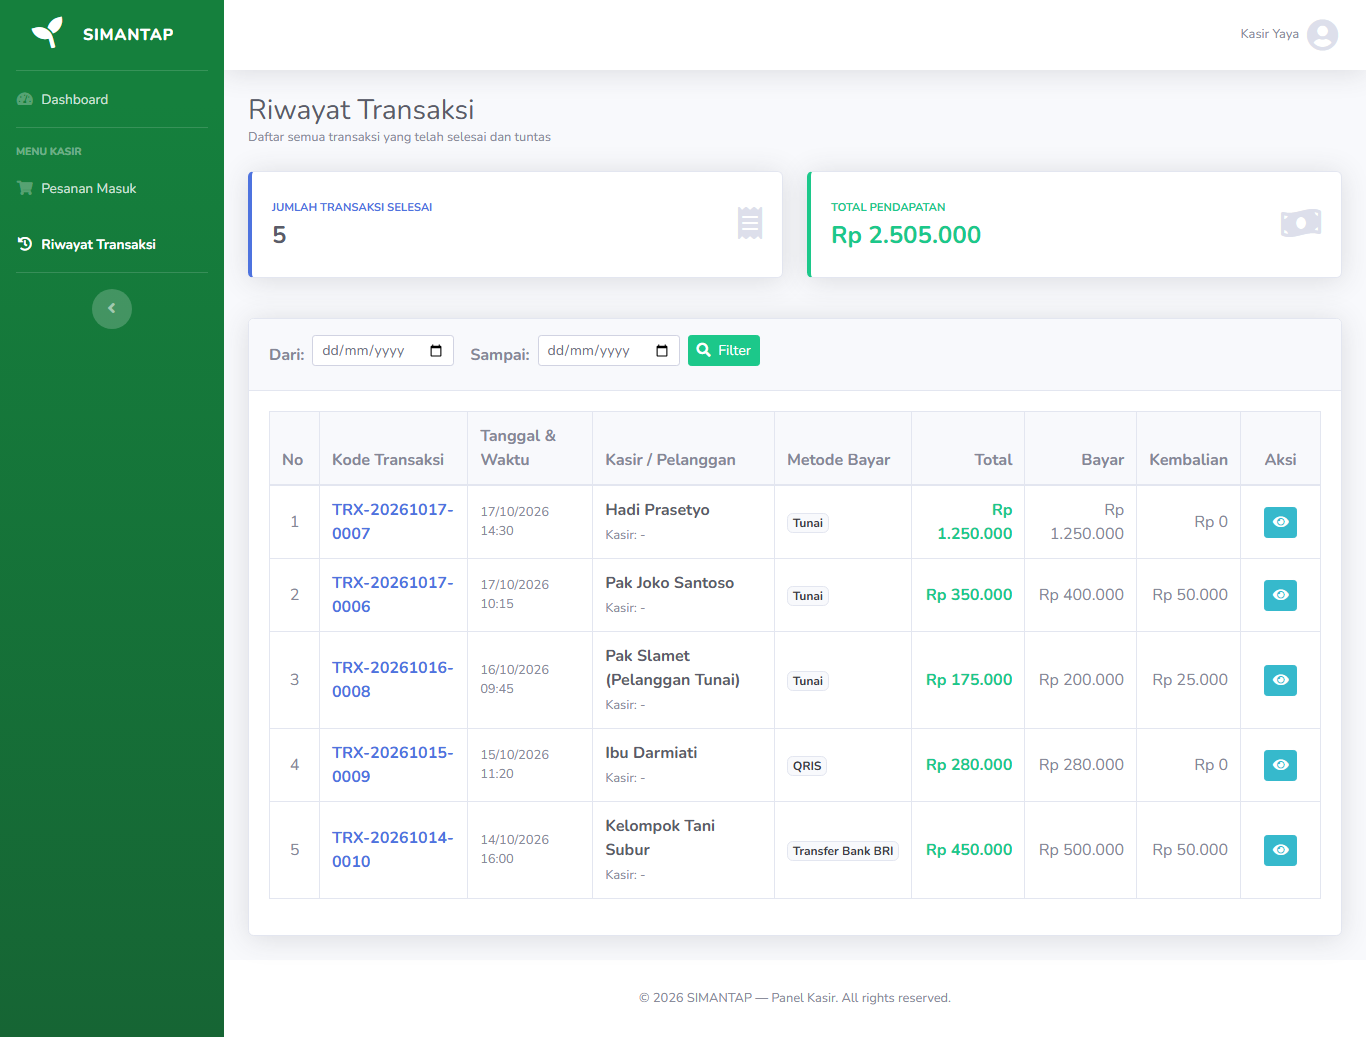 SIMANTAP
Kasir Yaya
Dashboard
MENU KASIR
Pesanan Masuk
Riwayat Transaksi
Riwayat Transaksi
Daftar semua transaksi yang telah selesai dan tuntas
JUMLAH TRANSAKSI SELESAI
5
TOTAL PENDAPATAN
Rp 2.505.000
Dari: dd/mm/yyyy Sampai: dd/mm/yyyy Filter
No Kode Transaksi Tanggal & Waktu Kasir / Pelanggan Metode Bayar Total Bayar Kembalian Aksi
1 TRX-20261017-0007 17/10/2026 14:30 Hadi Prasetyo Kasir: - Tunai Rp 1.250.000 Rp 1.250.000 Rp 0
2 TRX-20261017-0006 17/10/2026 10:15 Pak Joko Santoso Kasir: - Tunai Rp 350.000 Rp 400.000 Rp 50.000
3 TRX-20261016-0008 16/10/2026 09:45 Pak Slamet (Pelanggan Tunai) Kasir: - Tunai Rp 175.000 Rp 200.000 Rp 25.000
4 TRX-20261015-0009 15/10/2026 11:20 Ibu Darmiati Kasir: - QRIS Rp 280.000 Rp 280.000 Rp 0
5 TRX-20261014-0010 14/10/2026 16:00 Kelompok Tani Subur Kasir: - Transfer Bank BRI Rp 450.000 Rp 500.000 Rp 50.000
© 2026 SIMANTAP — Panel Kasir. All rights reserved.